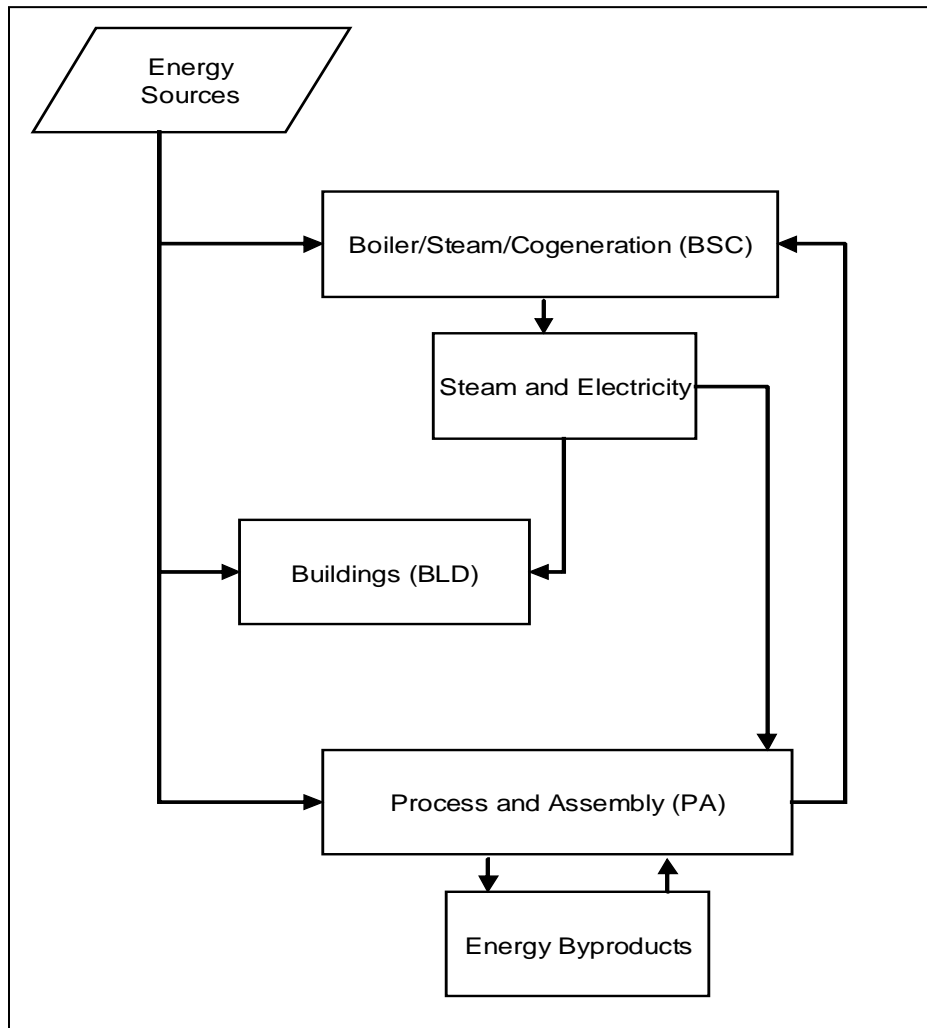 Energy
Sources
Boiler/Steam/Cogeneration (BSC)
Steam and Electricity
Buildings (BLD)
Process and Assembly (PA)
Energy Byproducts